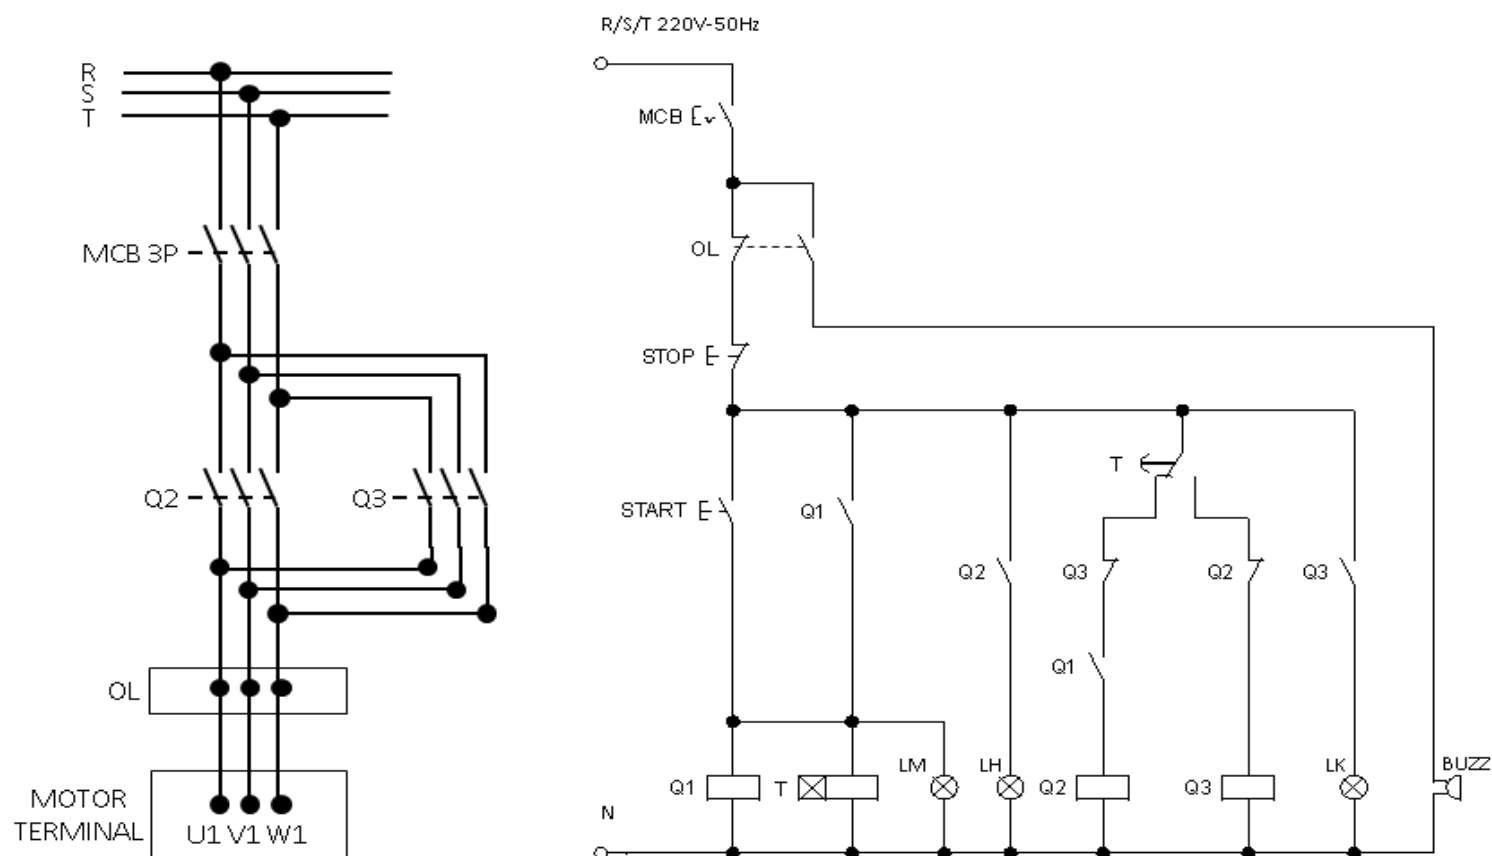 R
S
T
MCB 3P
Q2
Q3
OL
MOTOR
TERMINAL
U1 V1 W1
R/S/T 220V-50Hz
MCB
OL
STOP
T
START
Q1
Q2
Q3
Q2
Q3
Q1
LM
LH
LK
BUZZ
Q1
T
Q2
Q3
N